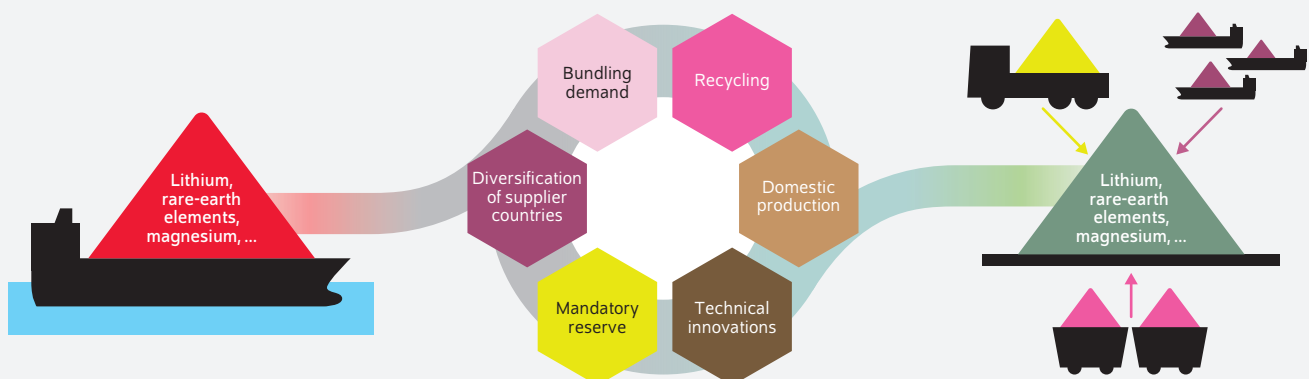 Lithium,
rare-earth
elements,
magnesium, ...
Bundling
demand
Recycling
Diversification
of supplier
countries
Domestic
production
Mandatory
reserve
Technical
innovations
Lithium,
rare-earth
elements,
magnesium, ...